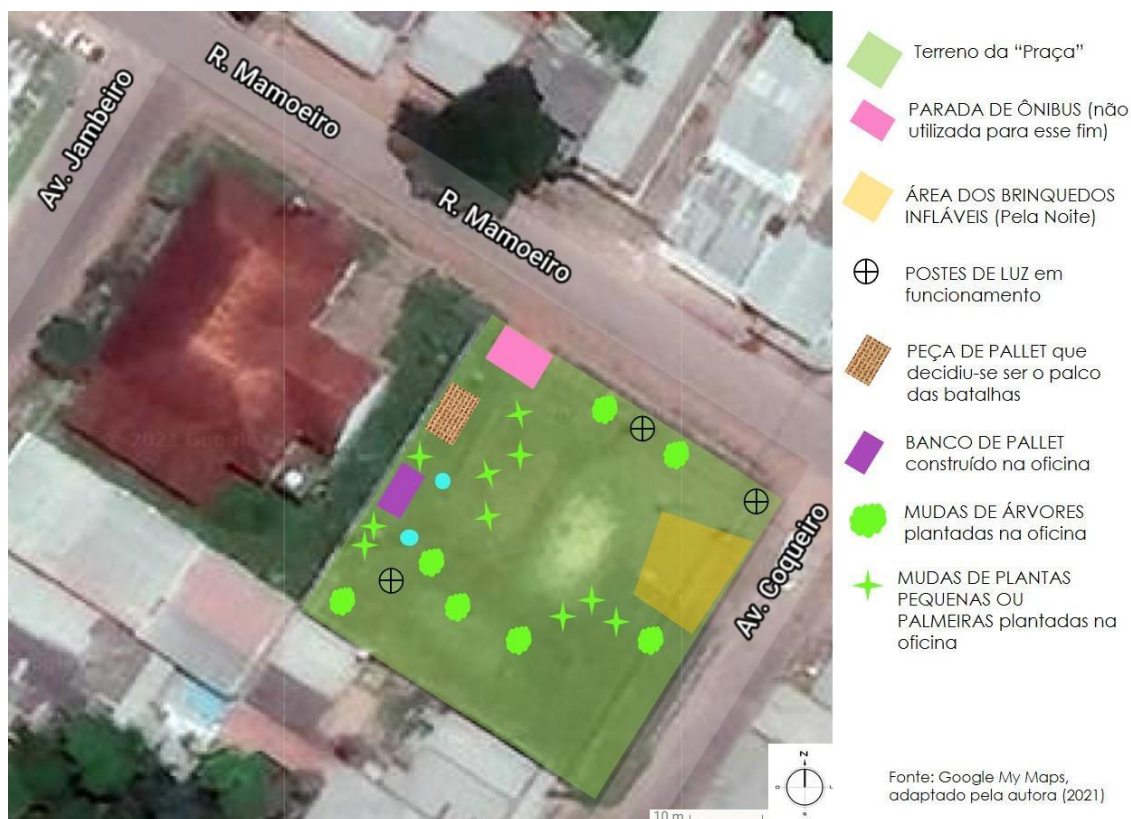 R. Mamoeiro
Av. Jambeiro
R. Mamoeiro
Av. Coqueiro
10 m
N
Terreno da “Praça”
PARADA DE ÔNIBUS (não
utilizada para esse fim)
ÁREA DOS BRINQUEDOS
INFLÁVEIS (Pela Noite)
POSTES DE LUZ em
funcionamento
PEÇA DE PALLET que
decidiu-se ser o palco
das batalhas
BANCO DE PALLET
construído na oficina
MUDAS DE ÁRVORES
plantadas na oficina
MUDAS DE PLANTAS
PEQUENAS OU
PALMEIRAS plantadas na
oficina
Fonte: Google My Maps,
adaptado pela autora (2021)